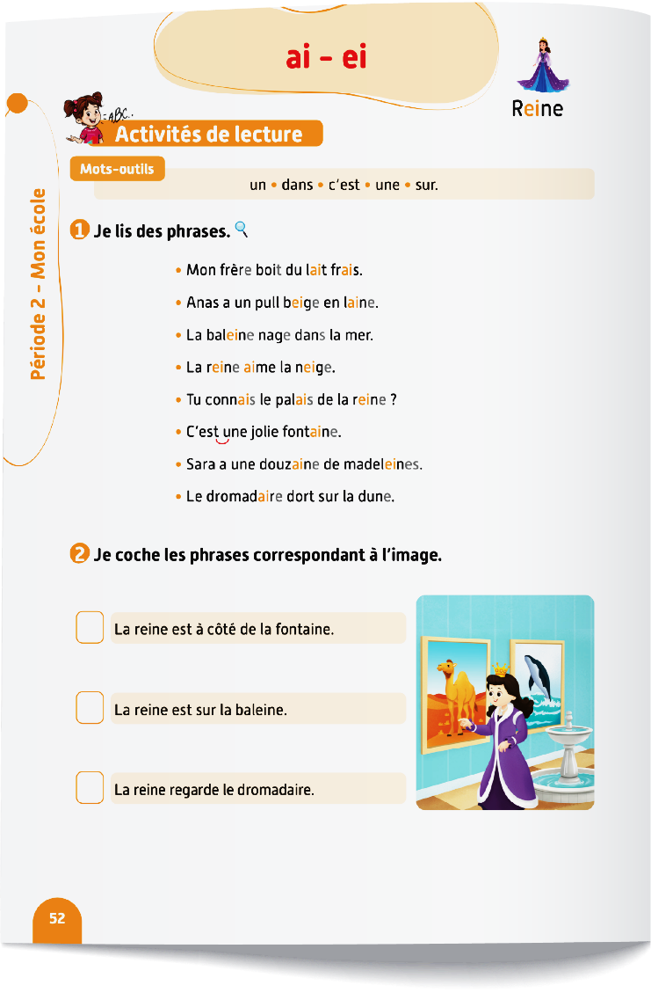 ai - ei
Reine
ABC..
Activités de lecture
Mots-outils
un • dans • c'est • une • sur.
Période 2 - Mon école
1 Je lis des phrases.
• Mon frère boit du lait frais.
• Anas a un pull beige en laine.
• La baleine nage dans la mer.
• La reine aime la neige.
• Tu connais le palais de la reine ?
• C'est une jolie fontaine.
• Sara a une douzaine de madeleines.
• Le dromadaire dort sur la dune.
2 Je coche les phrases correspondant à l'image.
La reine est à côté de la fontaine.
La reine est sur la baleine.
La reine regarde le dromadaire.
52